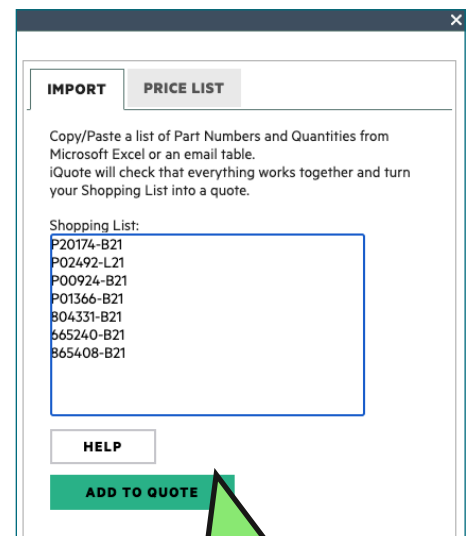 IMPORT
PRICE LIST
Copy/Paste a list of Part Numbers and Quantities from
Microsoft Excel or an email table.
iQuote will check that everything works together and turn
your Shopping List into a quote.
Shopping List:
P20174-B21
P02492-L21
P00924-B21
P01366-B21
804331-B21
665240-B21
865408-B21
HELP
ADD TO QUOTE